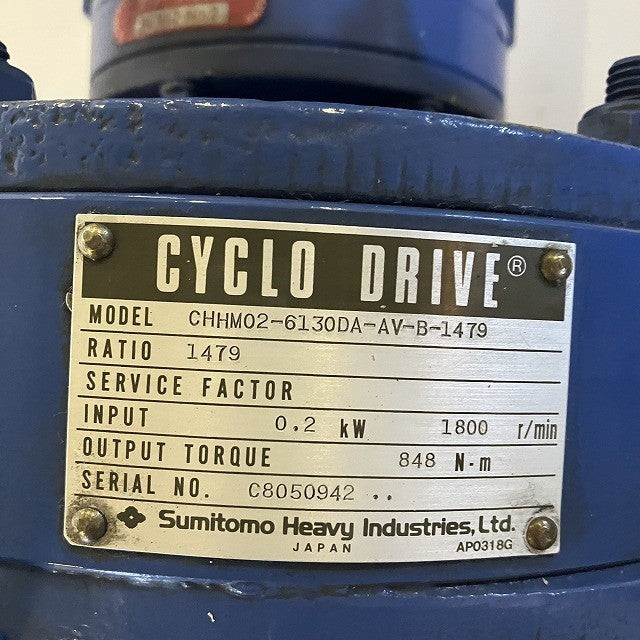 CYCLO DRIVE®
MODEL CHHM02-6130DA-AV-B-1479
RATIO 1479
SERVICE FACTOR
INPUT 0.2 kW 1800 r/min
OUTPUT TORQUE 848 N·m
SERIAL NO. C8050942 ..
Sumitomo Heavy Industries, Ltd.
JAPAN AP0318G